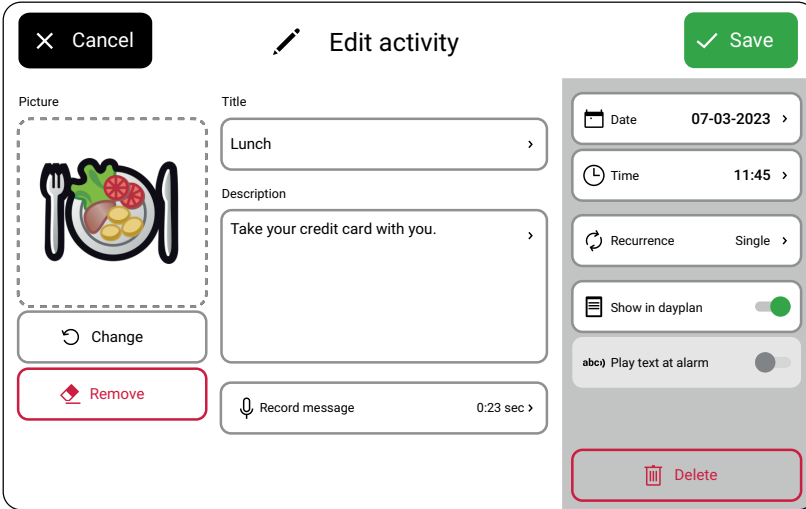 Cancel
Edit activity
Save
Picture
Title
Lunch
Description
Take your credit card with you.
Change
Remove
Record message 0:23 sec
Date 07-03-2023
Time 11:45
Recurrence Single
Show in dayplan
abc Play text at alarm
Delete